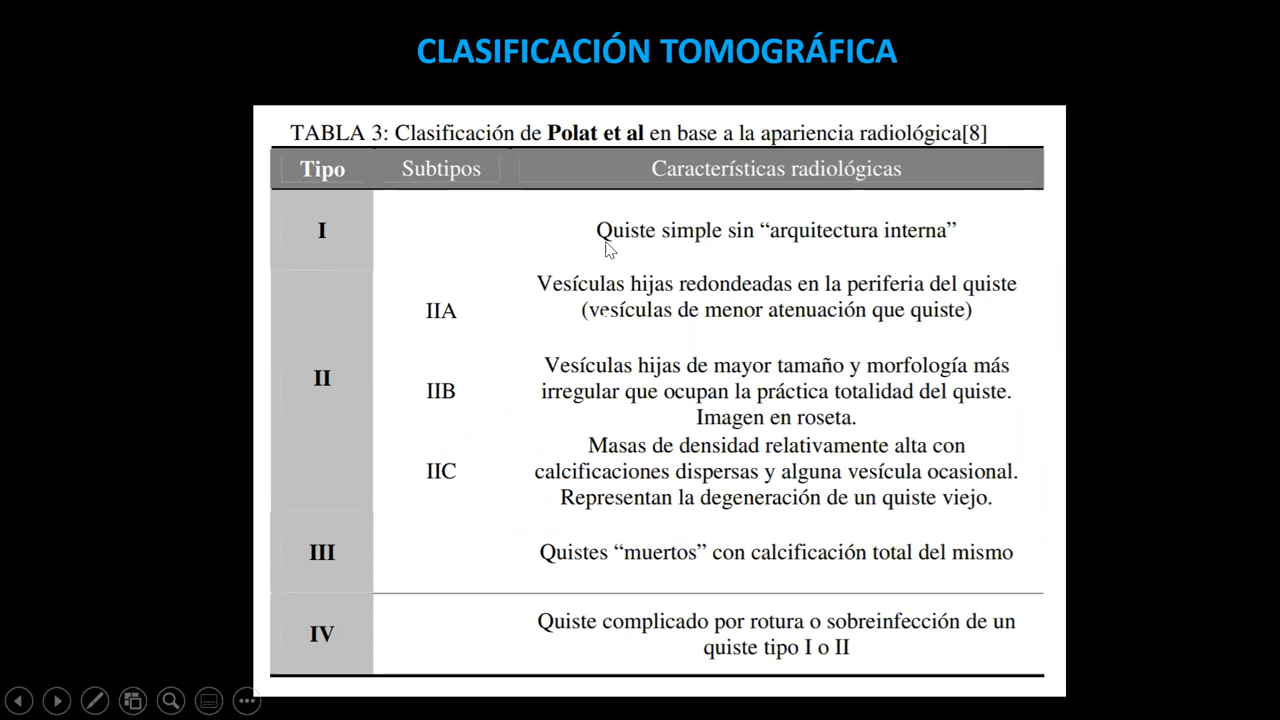 CLASIFICACIÓN TOMOGRÁFICA
TABLA 3: Clasificación de Polat et al en base a la apariencia radiológica[8]
Tipo Subtipos Características radiológicas
I Quiste simple sin “arquitectura interna”
II
IIA Vesículas hijas redondeadas en la periferia del quiste
(vesículas de menor atenuación que quiste)
IIB Vesículas hijas de mayor tamaño y morfología más
irregular que ocupan la práctica totalidad del quiste.
Imagen en roseta.
IIC Masas de densidad relativamente alta con
calcificaciones dispersas y alguna vesícula ocasional.
Representan la degeneración de un quiste viejo.
III Quistes “muertos” con calcificación total del mismo
IV Quiste complicado por rotura o sobreinfección de un
quiste tipo I o II